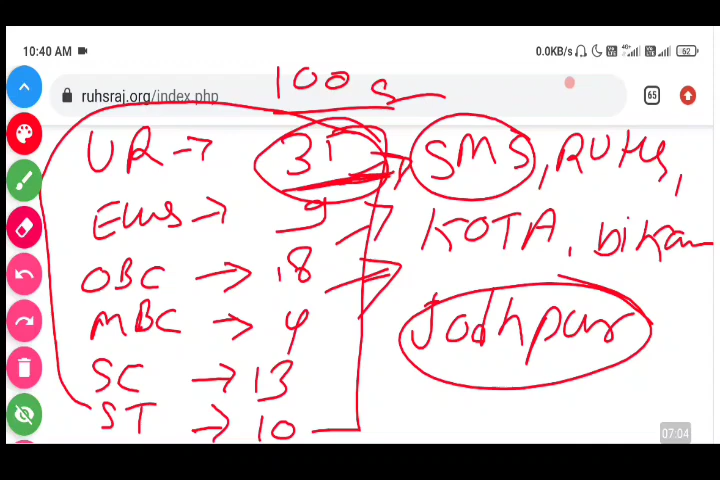 10:40 AM 0.0KB/s 4G 62
ruhsraj.org/index.php 65
100 S
UR → 31 → SMS, RUHS,
EWS → 9 KOTA, bikan
OBC → 18
MBC → 4 Jodhpur
SC → 13
ST → 10
07:04